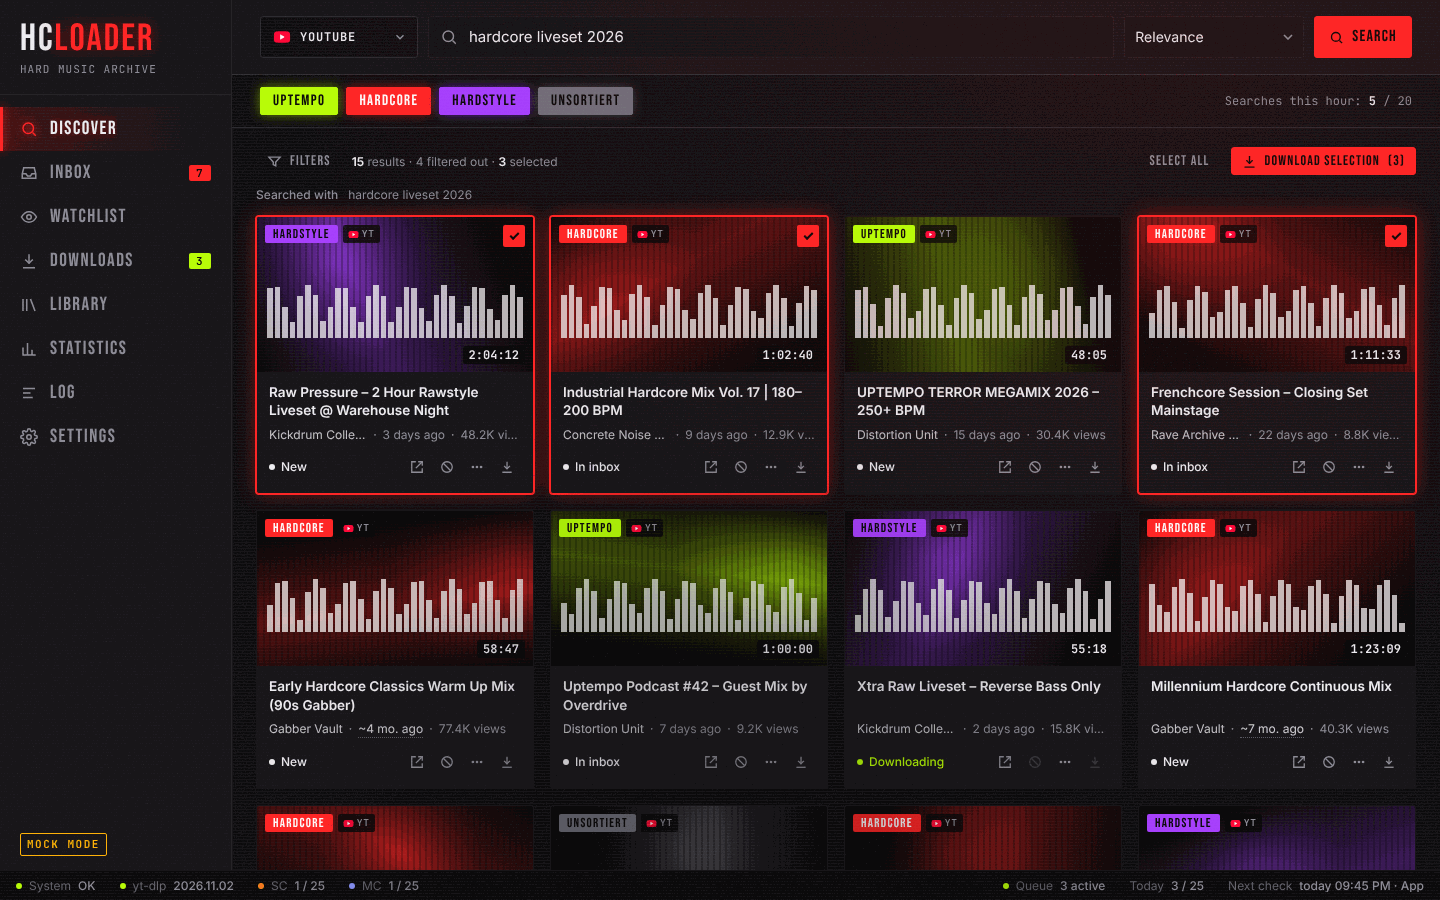 HCLOADER
HARD MUSIC ARCHIVE
DISCOVER
INBOX 7
WATCHLIST
DOWNLOADS 3
LIBRARY
STATISTICS
LOG
SETTINGS
MOCK MODE
YOUTUBE hardcore liveset 2026 Relevance SEARCH
UPTEMPO HARDCORE HARDSTYLE UNSORTIERT Searches this hour: 5 / 20
FILTERS 15 results · 4 filtered out · 3 selected SELECT ALL DOWNLOAD SELECTION (3)
Searched with hardcore liveset 2026
HARDSTYLE YT
2:04:12
Raw Pressure – 2 Hour Rawstyle
Liveset @ Warehouse Night
Kickdrum Colle... · 3 days ago · 48.2K vi...
New
HARDCORE YT
1:02:40
Industrial Hardcore Mix Vol. 17 | 180–
200 BPM
Concrete Noise ... · 9 days ago · 12.9K v...
In inbox
UPTEMPO YT
48:05
UPTEMPO TERROR MEGAMIX 2026 –
250+ BPM
Distortion Unit · 15 days ago · 30.4K views
New
HARDCORE YT
1:11:33
Frenchcore Session – Closing Set
Mainstage
Rave Archive ... · 22 days ago · 8.8K vie...
In inbox
HARDCORE YT
58:47
Early Hardcore Classics Warm Up Mix
(90s Gabber)
Gabber Vault · ~4 mo. ago · 77.4K views
New
UPTEMPO YT
1:00:00
Uptempo Podcast #42 – Guest Mix by
Overdrive
Distortion Unit · 7 days ago · 9.2K views
In inbox
HARDSTYLE YT
55:18
Xtra Raw Liveset – Reverse Bass Only
Kickdrum Colle... · 2 days ago · 15.8K vi...
Downloading
HARDCORE YT
1:23:09
Millennium Hardcore Continuous Mix
Gabber Vault · ~7 mo. ago · 40.3K views
New
HARDCORE YT
UNSORTIERT YT
HARDCORE YT
HARDSTYLE YT
System OK yt-dlp 2026.11.02 SC 1 / 25 MC 1 / 25 Queue 3 active Today 3 / 25 Next check today 09:45 PM · App